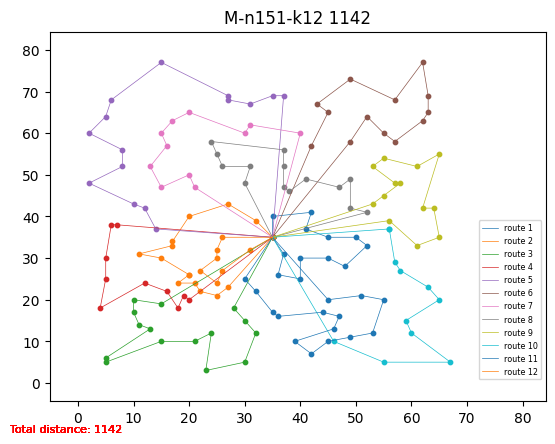 M-n151-k12 1142
80
70
60
50
40
30
20
10
0
0 10 20 30 40 50 60 70 80
route 1
route 2
route 3
route 4
route 5
route 6
route 7
route 8
route 9
route 10
route 11
route 12
Total distance: 1142